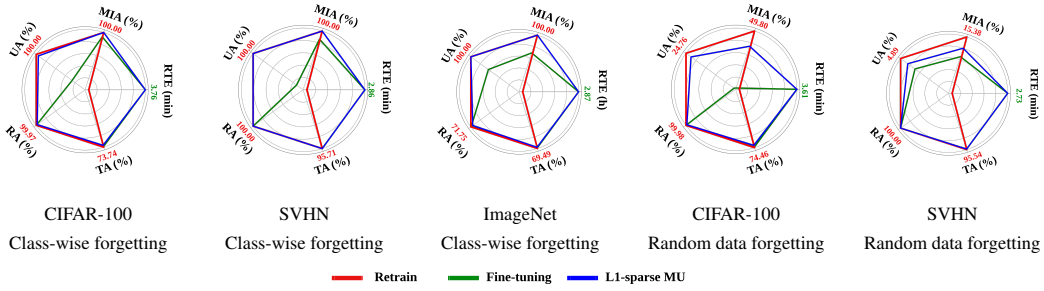 MIA (%)
100.00
UA (%)
100.00
RTE (min)
3.76
RA (%)
99.97
73.74
TA (%)
CIFAR-100
Class-wise forgetting
MIA (%)
100.00
UA (%)
100.00
RTE (min)
2.86
RA (%)
100.00
95.71
TA (%)
SVHN
Class-wise forgetting
MIA (%)
100.00
UA (%)
100.00
RTE (h)
2.87
RA (%)
71.75
69.49
TA (%)
ImageNet
Class-wise forgetting
MIA (%)
49.80
UA (%)
24.76
RTE (min)
3.61
RA (%)
99.98
74.46
TA (%)
CIFAR-100
Random data forgetting
MIA (%)
15.38
UA (%)
4.89
RTE (min)
2.73
RA (%)
100.00
95.54
TA (%)
SVHN
Random data forgetting
Retrain Fine-tuning L1-sparse MU